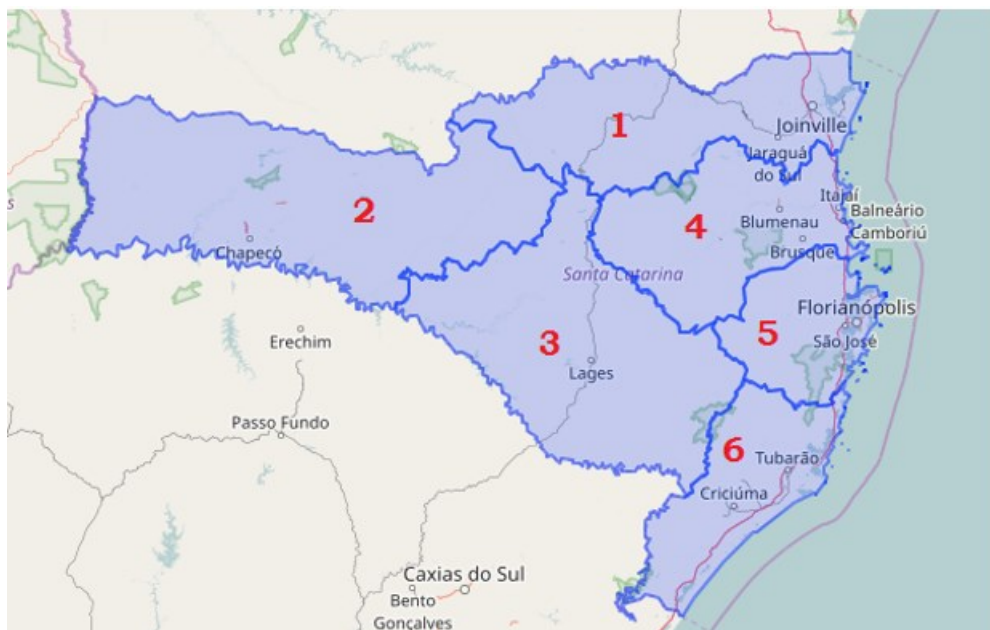 1
Joinville
Jaraguá
do Sul
2
Itajaí
Balneário
Camboriú
4
Blumenau
Brusque
Chapecó
Santa Catarina
Florianópolis
5
São José
Erechim
3
Lages
Passo Fundo
6
Tubarão
Criciúma
Caxias do Sul
Bento
Gonçalves
s